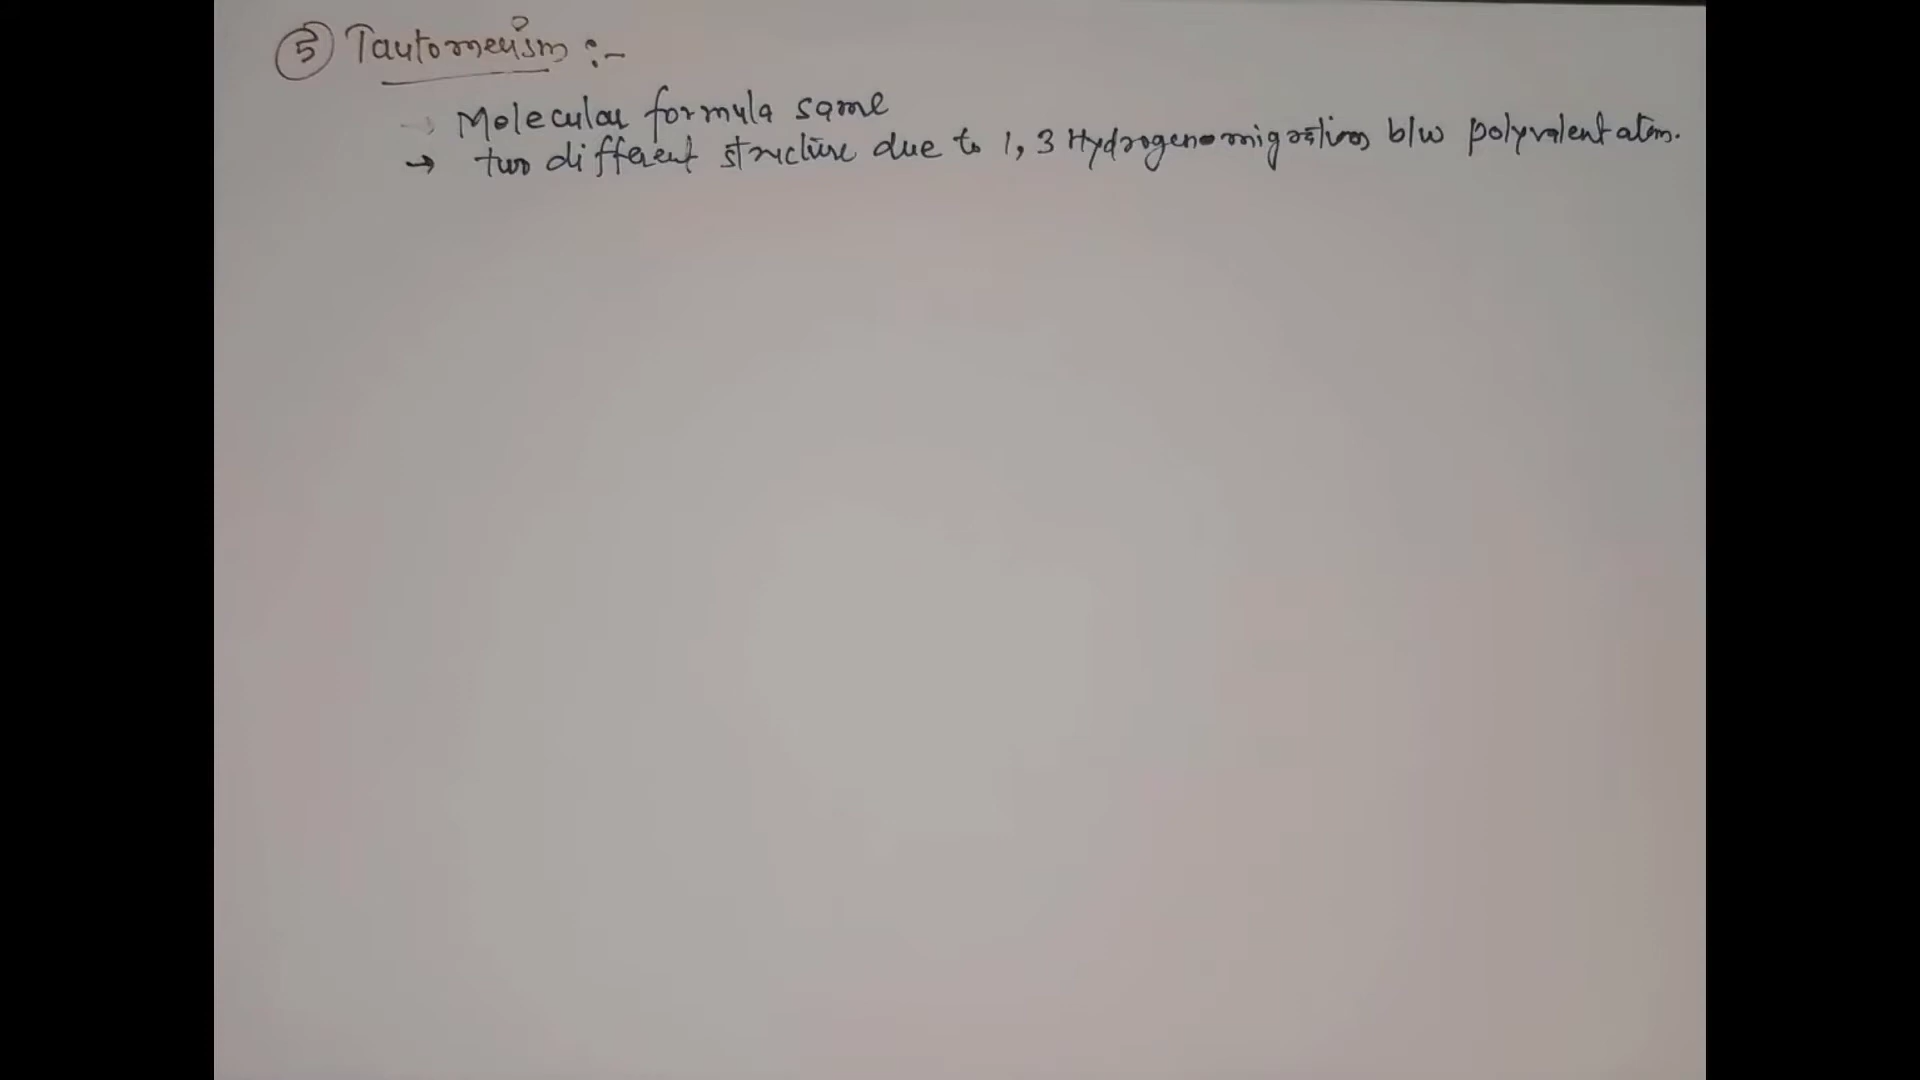 5 Tautomerism :-
→ Molecular formula same
→ two different structure due to 1, 3 Hydrogen migration b/w polyvalent atom.